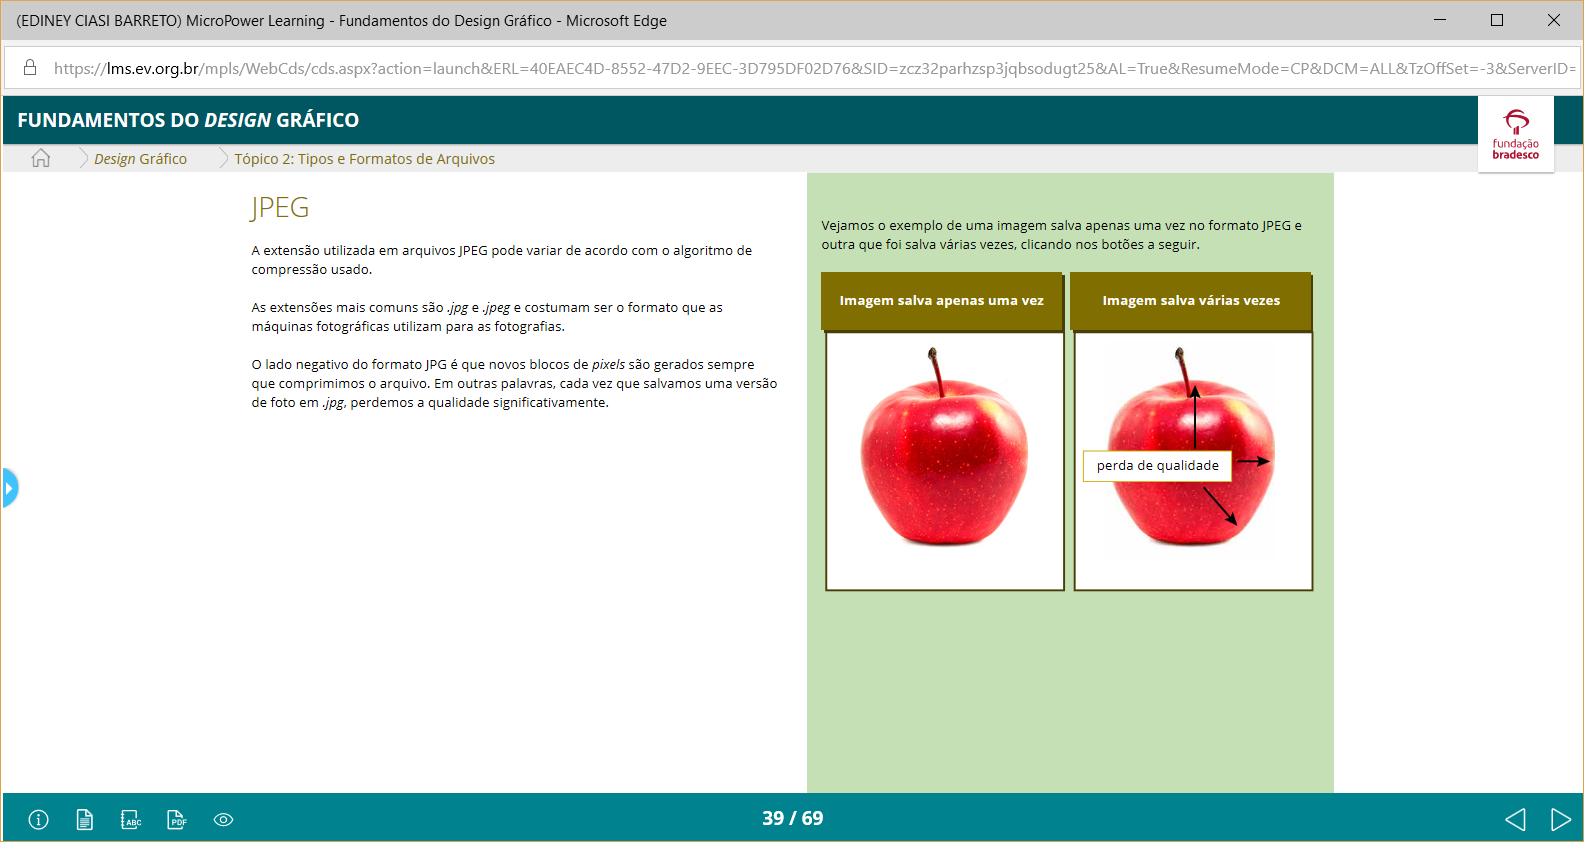 (EDINEY CIASI BARRETO) MicroPower Learning - Fundamentos do Design Gráfico - Microsoft Edge
https://lms.ev.org.br/mpls/WebCds/cds.aspx?action=launch&ERL=40EAEC4D-8552-47D2-9EEC-3D795DF02D76&SID=zcz32parhzsp3jqbsodugt25&AL=True&ResumeMode=CP&DCM=ALL&TzOffSet=-3&ServerID=
FUNDAMENTOS DO DESIGN GRÁFICO
fundação
bradesco
Design Gráfico
Tópico 2: Tipos e Formatos de Arquivos
JPEG
A extensão utilizada em arquivos JPEG pode variar de acordo com o algoritmo de
compressão usado.
As extensões mais comuns são .jpg e .jpeg e costumam ser o formato que as
máquinas fotográficas utilizam para as fotografias.
O lado negativo do formato JPG é que novos blocos de pixels são gerados sempre
que comprimimos o arquivo. Em outras palavras, cada vez que salvamos uma versão
de foto em .jpg, perdemos a qualidade significativamente.
Vejamos o exemplo de uma imagem salva apenas uma vez no formato JPEG e
outra que foi salva várias vezes, clicando nos botões a seguir.
Imagem salva apenas uma vez
Imagem salva várias vezes
perda de qualidade
ABC
PDF
39 / 69